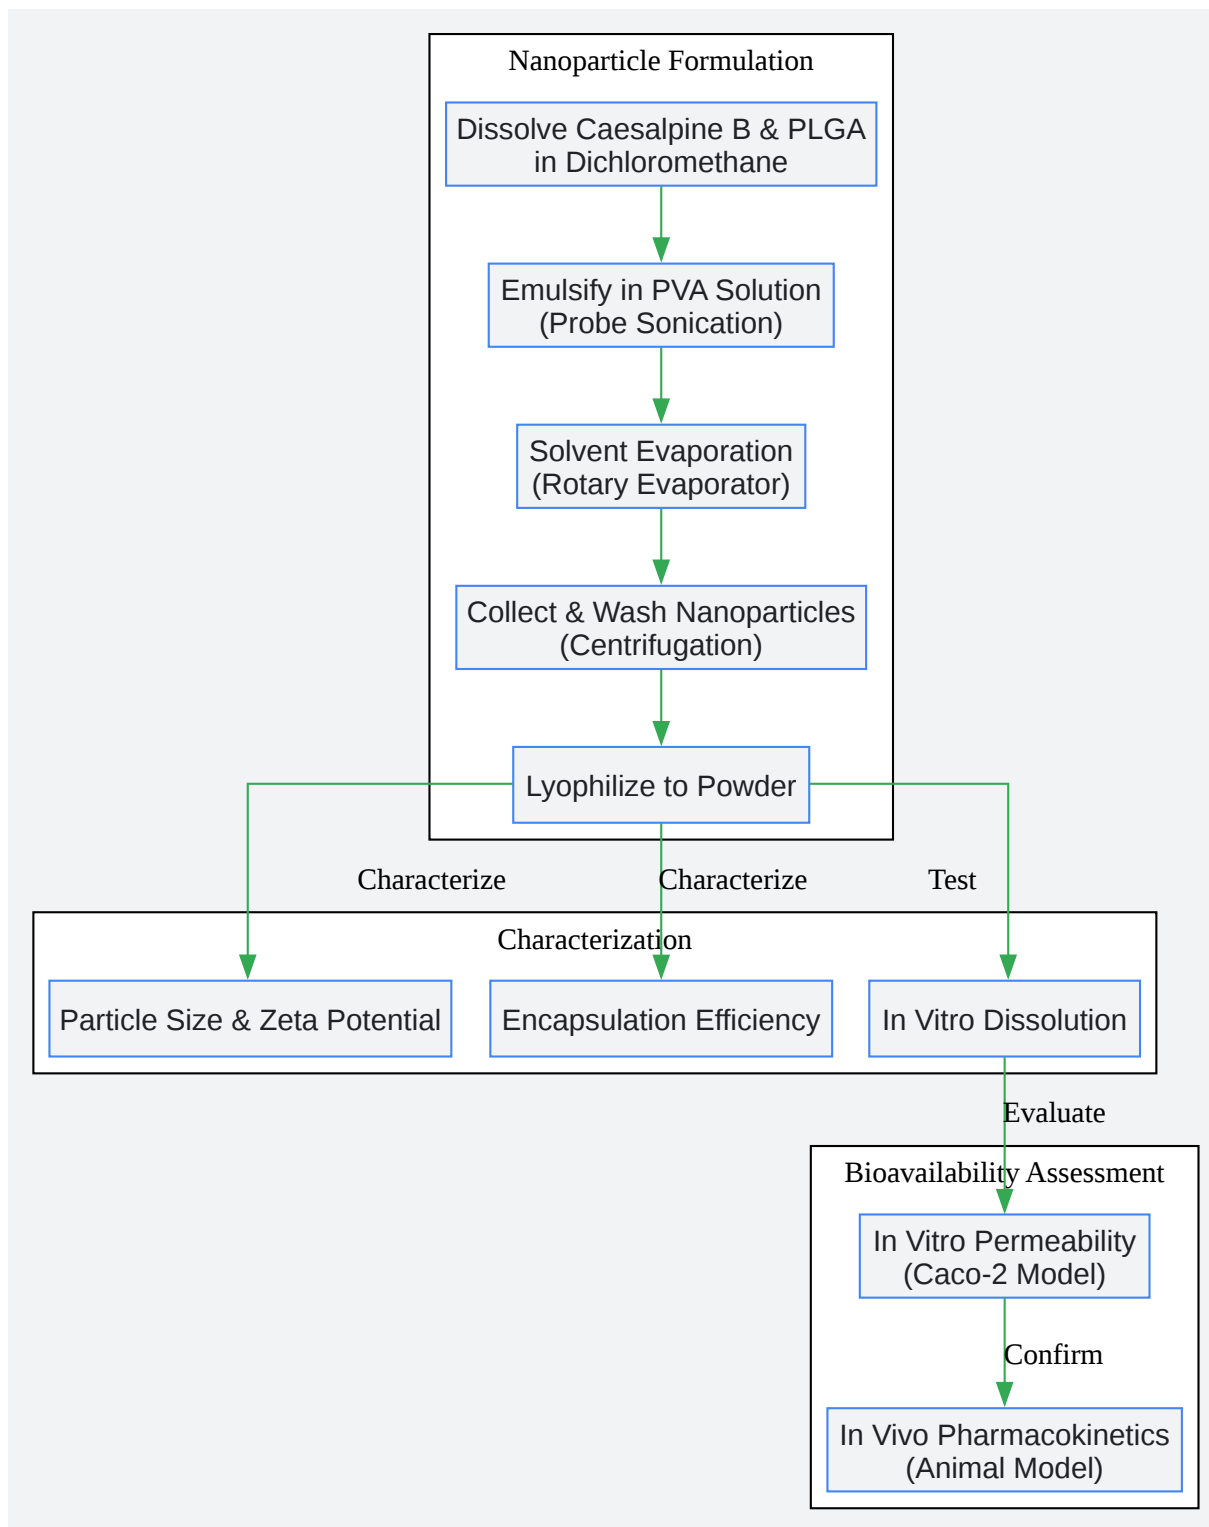 Nanoparticle Formulation
Dissolve Caesalpine B & PLGA
in Dichloromethane
Emulsify in PVA Solution
(Probe Sonication)
Solvent Evaporation
(Rotary Evaporator)
Collect & Wash Nanoparticles
(Centrifugation)
Lyophilize to Powder
Characterize
Characterize
Test
Characterization
Particle Size & Zeta Potential
Encapsulation Efficiency
In Vitro Dissolution
Evaluate
Bioavailability Assessment
In Vitro Permeability
(Caco-2 Model)
Confirm
In Vivo Pharmacokinetics
(Animal Model)